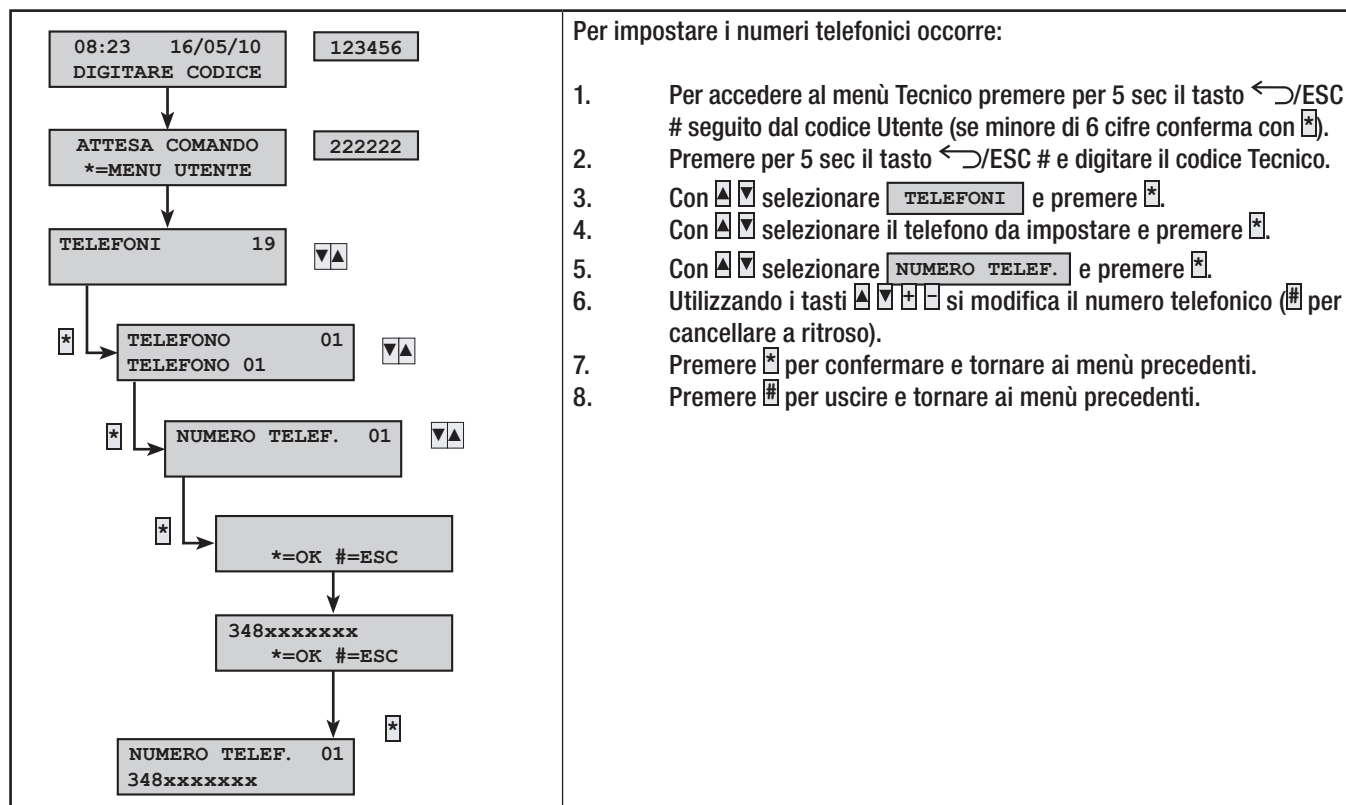 08:23 16/05/10
DIGITARE CODICE
123456
ATTESA COMANDO
*=MENU UTENTE
222222
TELEFONI 19
▼▲
*
TELEFONO 01
TELEFONO 01
▼▲
*
NUMERO TELEF. 01
▼▲
*
*=OK #=ESC
348xxxxxxx
*=OK #=ESC
*
NUMERO TELEF. 01
348xxxxxxx
Per impostare i numeri telefonici occorre:
1. Per accedere al menù Tecnico premere per 5 sec il tasto ↩/ESC
# seguito dal codice Utente (se minore di 6 cifre conferma con *).
2. Premere per 5 sec il tasto ↩/ESC # e digitare il codice Tecnico.
3. Con ▲ ▼ selezionare TELEFONI e premere *.
4. Con ▲ ▼ selezionare il telefono da impostare e premere *.
5. Con ▲ ▼ selezionare NUMERO TELEF. e premere *.
6. Utilizzando i tasti ▲ ▼ + - si modifica il numero telefonico (# per
cancellare a ritroso).
7. Premere * per confermare e tornare ai menù precedenti.
8. Premere # per uscire e tornare ai menù precedenti.